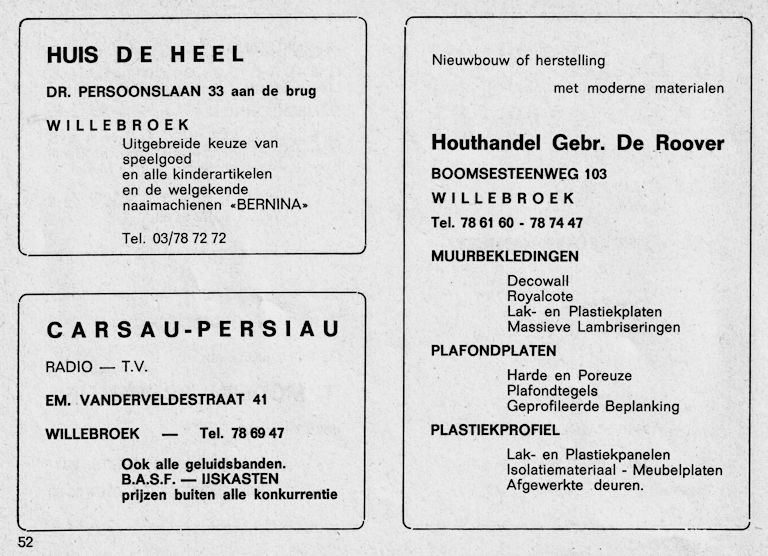 HUIS DE HEEL
DR. PERSOONSLAAN 33 aan de brug
WILLEBROEK
Uitgebreide keuze van
speelgoed
en alle kinderartikelen
en de welgekende
naaimachienen «BERNINA»
Tel. 03/78 72 72
CARSAU-PERSIAU
RADIO — T.V.
EM. VANDERVELDESTRAAT 41
WILLEBROEK — Tel. 78 69 47
Ook alle geluidsbanden.
B.A.S.F. — IJSKASTEN
prijzen buiten alle konkurrentie
52
Nieuwbouw of herstelling
met moderne materialen
Houthandel Gebr. De Roover
BOOMSESTEENWEG 103
WILLEBROEK
Tel. 78 61 60 - 78 74 47
MUURBEKLEDINGEN
Decowall
Royalcote
Lak- en Plastiekplaten
Massieve Lambriseringen
PLAFONDPLATEN
Harde en Poreuze
Plafondtegels
Geprofileerde Beplanking
PLASTIEKPROFIEL
Lak- en Plastiekpanelen
Isolatiemateriaal - Meubelplaten
Afgewerkte deuren.